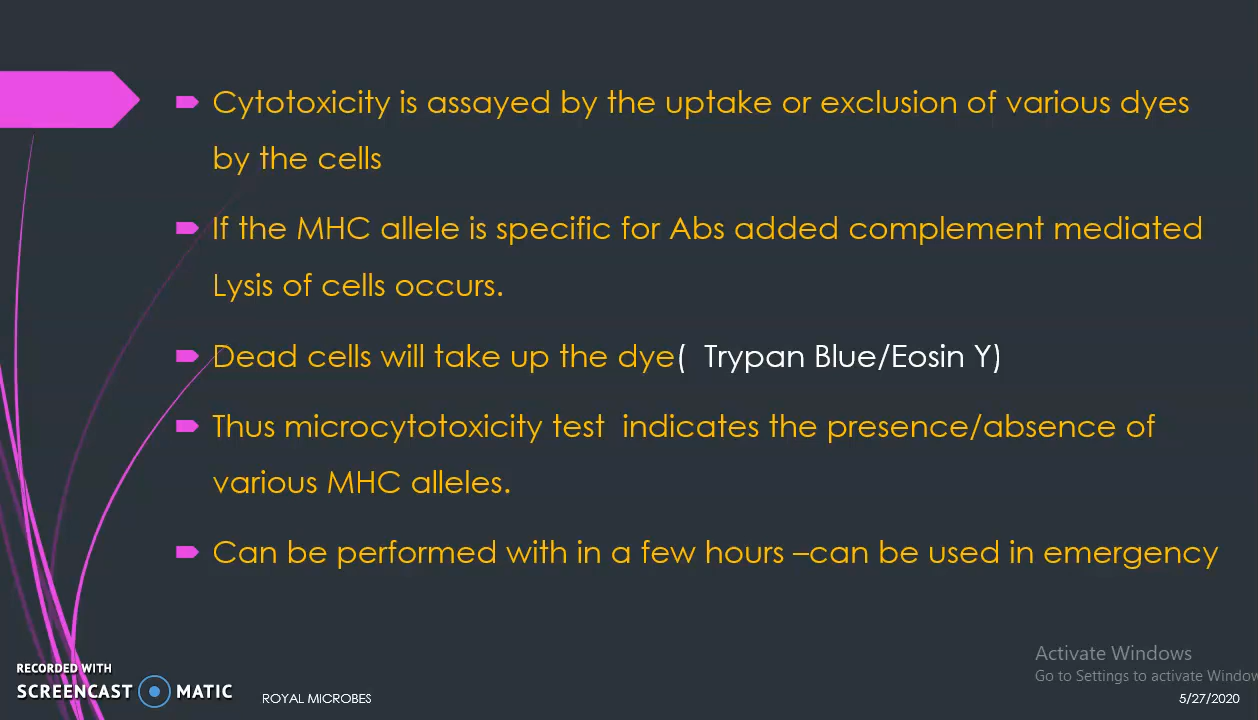 Cytotoxicity is assayed by the uptake or exclusion of various dyes
by the cells
If the MHC allele is specific for Abs added complement mediated
Lysis of cells occurs.
Dead cells will take up the dye(  Trypan Blue/Eosin Y)
Thus microcytotoxicity test  indicates the presence/absence of
various MHC alleles.
Can be performed with in a few hours –can be used in emergency
Activate Windows
Go to Settings to activate Window
RECORDED WITH
SCREENCAST MATIC
ROYAL MICROBES
5/27/2020